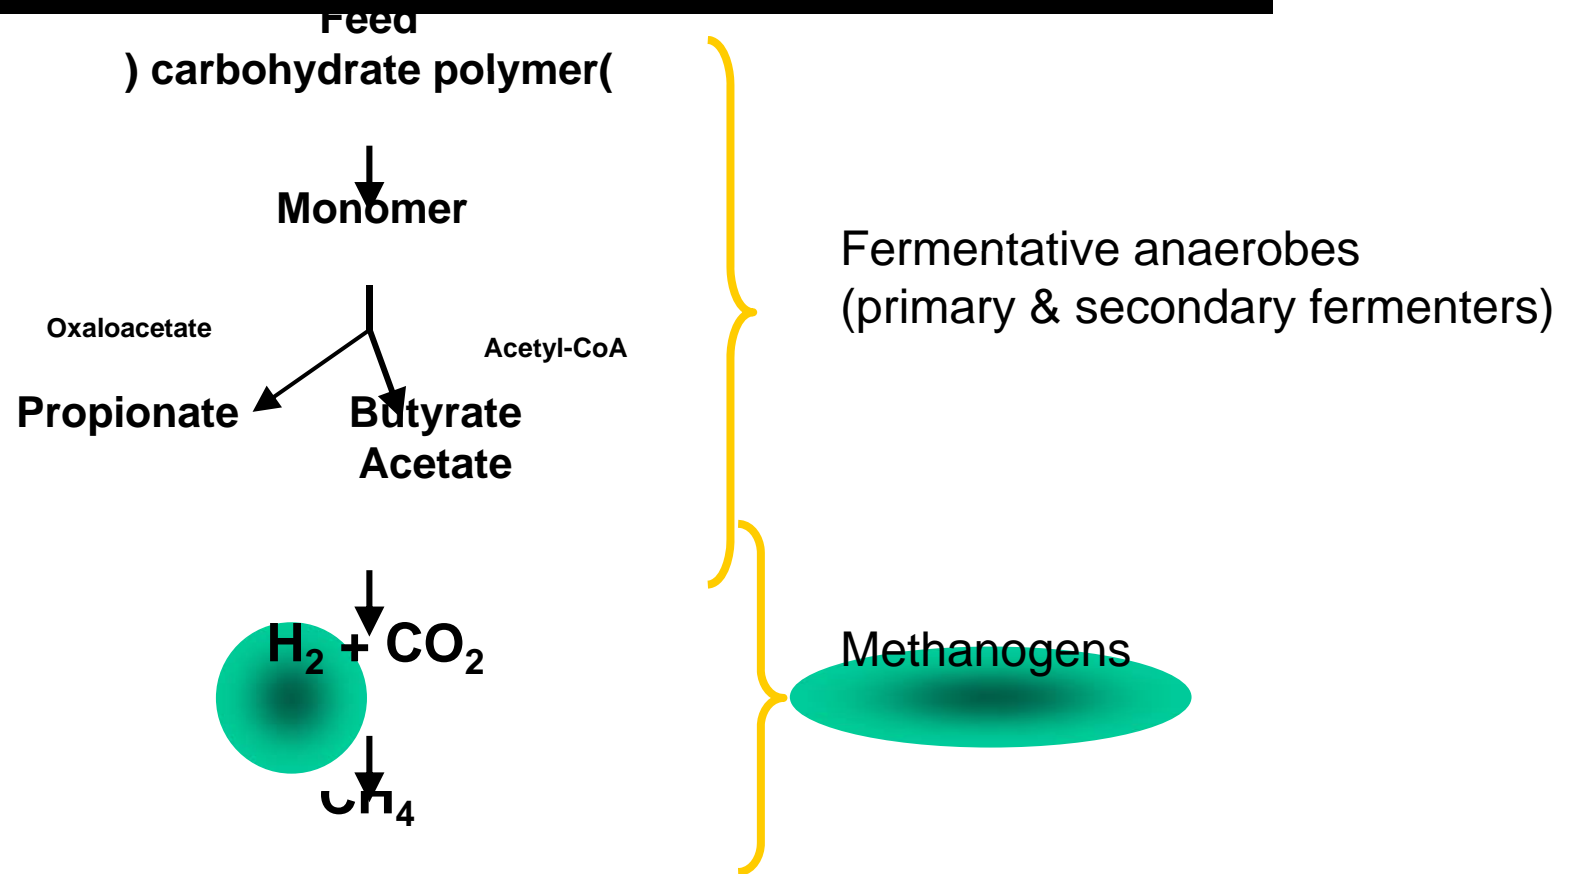 Feed
) carbohydrate polymer(
Monomer
Oxaloacetate
Acetyl-CoA
Propionate
Butyrate
Acetate
H₂ + CO₂
CH₄
Fermentative anaerobes
(primary & secondary fermenters)
Methanogens